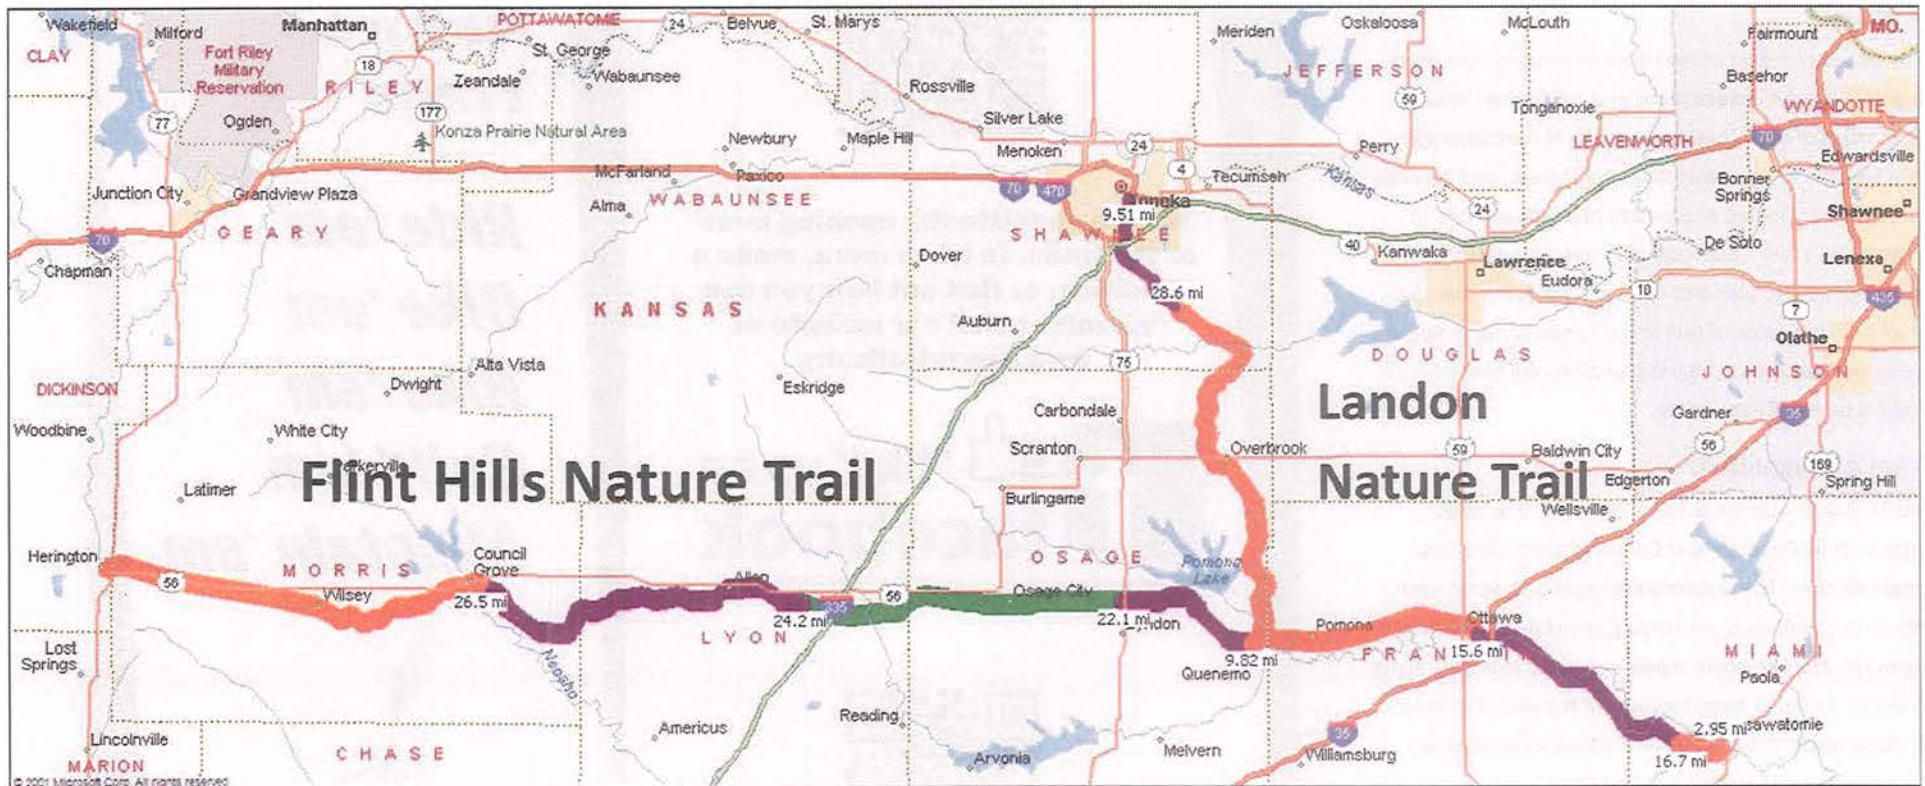 Wakefield
Milford
Manhattan
POTTAWATOMIE
24
Belvue
St. Marys
Meriden
Oskaloosa
McLouth
Fairmount
MO.
CLAY
Fort Riley
Military
Reservation
18
RILEY
St. George
Zeandale
Wabaunsee
Rossville
JEFFERSON
59
Basehor
77
Ogden
177
Konza Prairie Natural Area
Newbury
Maple Hill
Silver Lake
Menoken
24
Tonganoxie
WYANDOTTE
LEAVENWORTH
70
Perry
Edwardsville
McFarland
Paxico
4
Tecumseh
Kansas
Bonner
Springs
Junction City
Grandview Plaza
Alma
WABAUNSEE
70
470
Topeka
9.51 mi
24
Shawnee
70
GEARY
SHAWNEE
40
Kanwaka
Lawrence
De Soto
Lenexa
Chapman
Dover
Eudora
10
435
28.6 mi
KANSAS
Auburn
7
Olathe
75
DOUGLAS
Alta Vista
DICKINSON
Dwight
Eskridge
JOHNSON
Carbondale
Landon
Gardner
35
Woodbine
White City
Scranton
Overbrook
59
Baldwin City
56
Parkerville
Flint Hills Nature Trail
Nature Trail
169
Latimer
Burlingame
Edgerton
Spring Hill
Wellsville
Herington
Council
Grove
OSAGE
Pomona
Lake
56
MORRIS
Wilsey
26.5 mi
Allen
24.2 mi
335
56
Osage City
22.1 mi
Lyndon
Pomona
Ottawa
LYON
15.6 mi
Lost
Springs
Neosho
9.82 mi
FRANKLIN
MIAMI
Quenemo
Paola
Americus
Reading
2.95 mi
Osawatomie
Lincolnville
CHASE
Arvonia
Melvern
35
Williamsburg
16.7 mi
MARION
© 2001 Microsoft Corp. All rights reserved